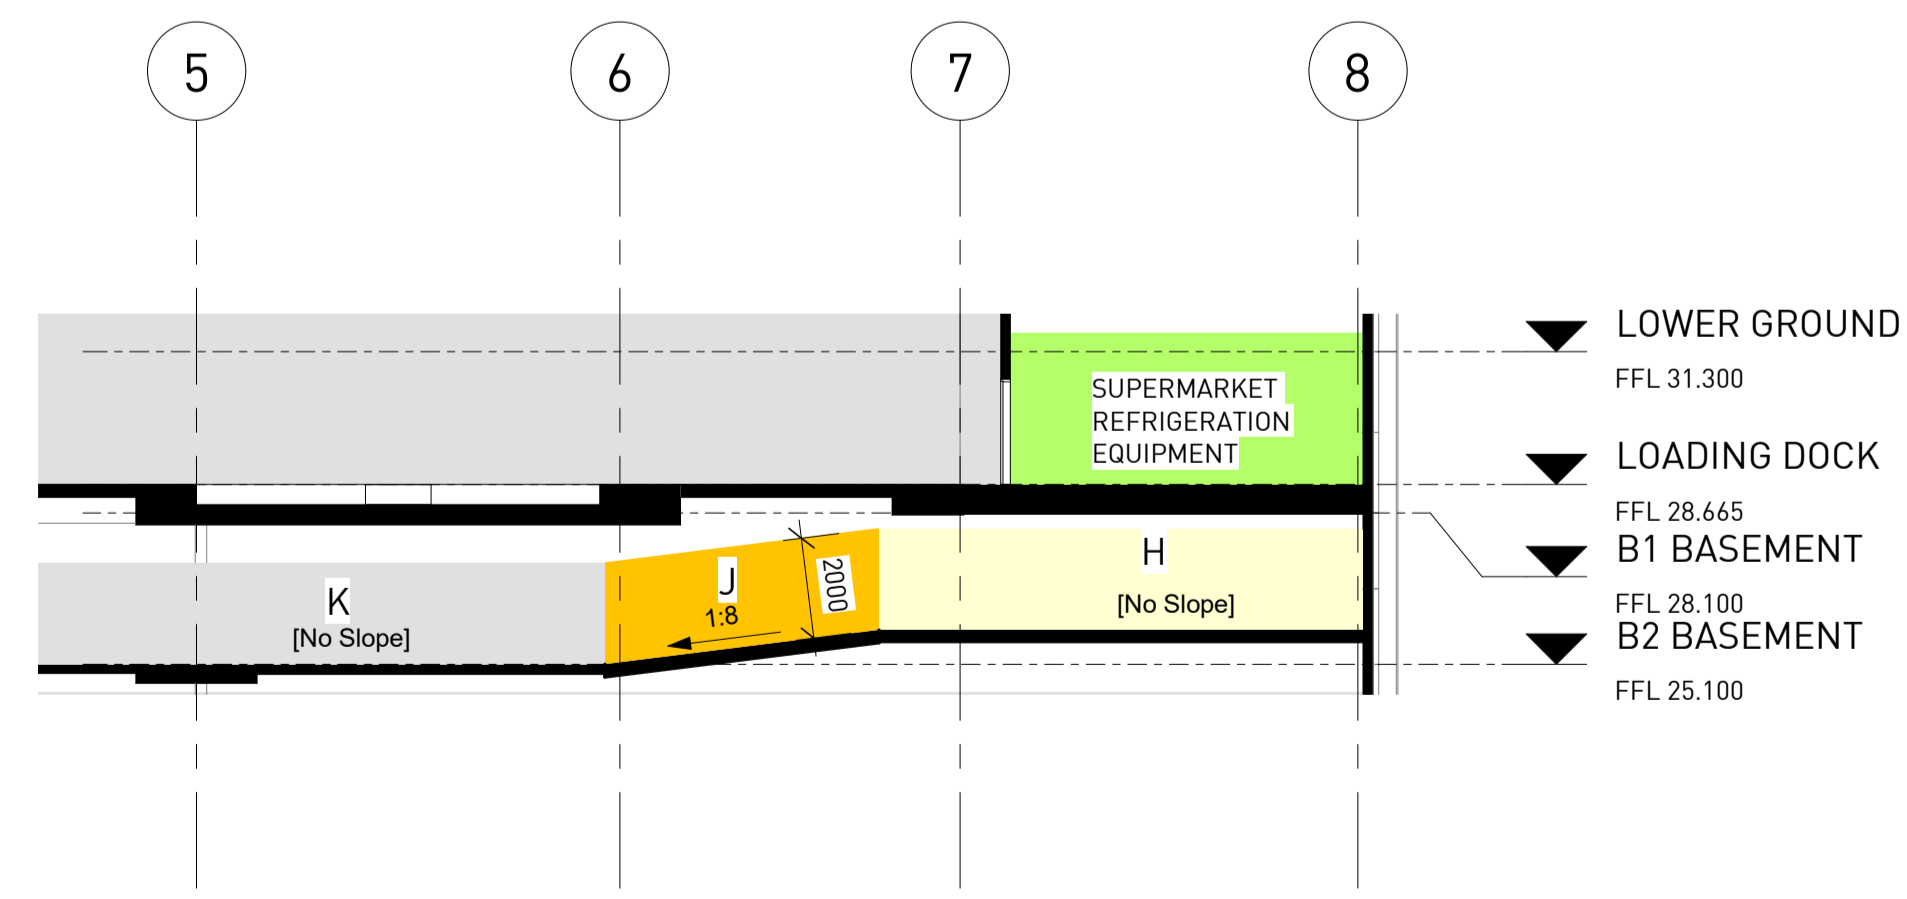 5
6
7
8
LOWER GROUND
FFL 31.300
SUPERMARKET
REFRIGERATION
EQUIPMENT
LOADING DOCK
FFL 28.665
B1 BASEMENT
FFL 28.100
B2 BASEMENT
FFL 25.100
K
[No Slope]
J
1:8
2000
H
[No Slope]